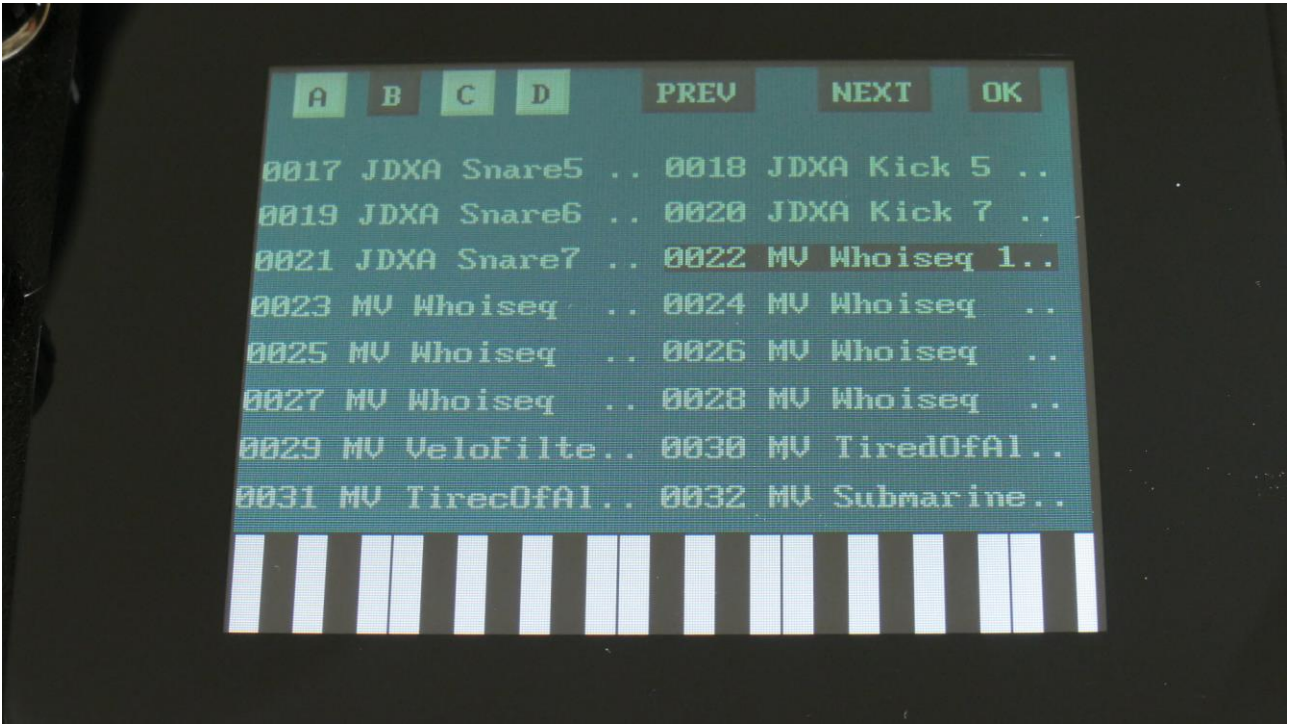 A B C D PREV NEXT OK
0017 JDXA Snare5 .. 0018 JDXA Kick 5 ..
0019 JDXA Snare6 .. 0020 JDXA Kick 7 ..
0021 JDXA Snare7 .. 0022 MV Whoiseq 1..
0023 MV Whoiseq .. 0024 MV Whoiseq ..
0025 MV Whoiseq .. 0026 MV Whoiseq ..
0027 MV Whoiseq .. 0028 MV Whoiseq ..
0029 MV VeloFilte.. 0030 MV TiredOfAl..
0031 MV TirecOfAl.. 0032 MV Submarine..